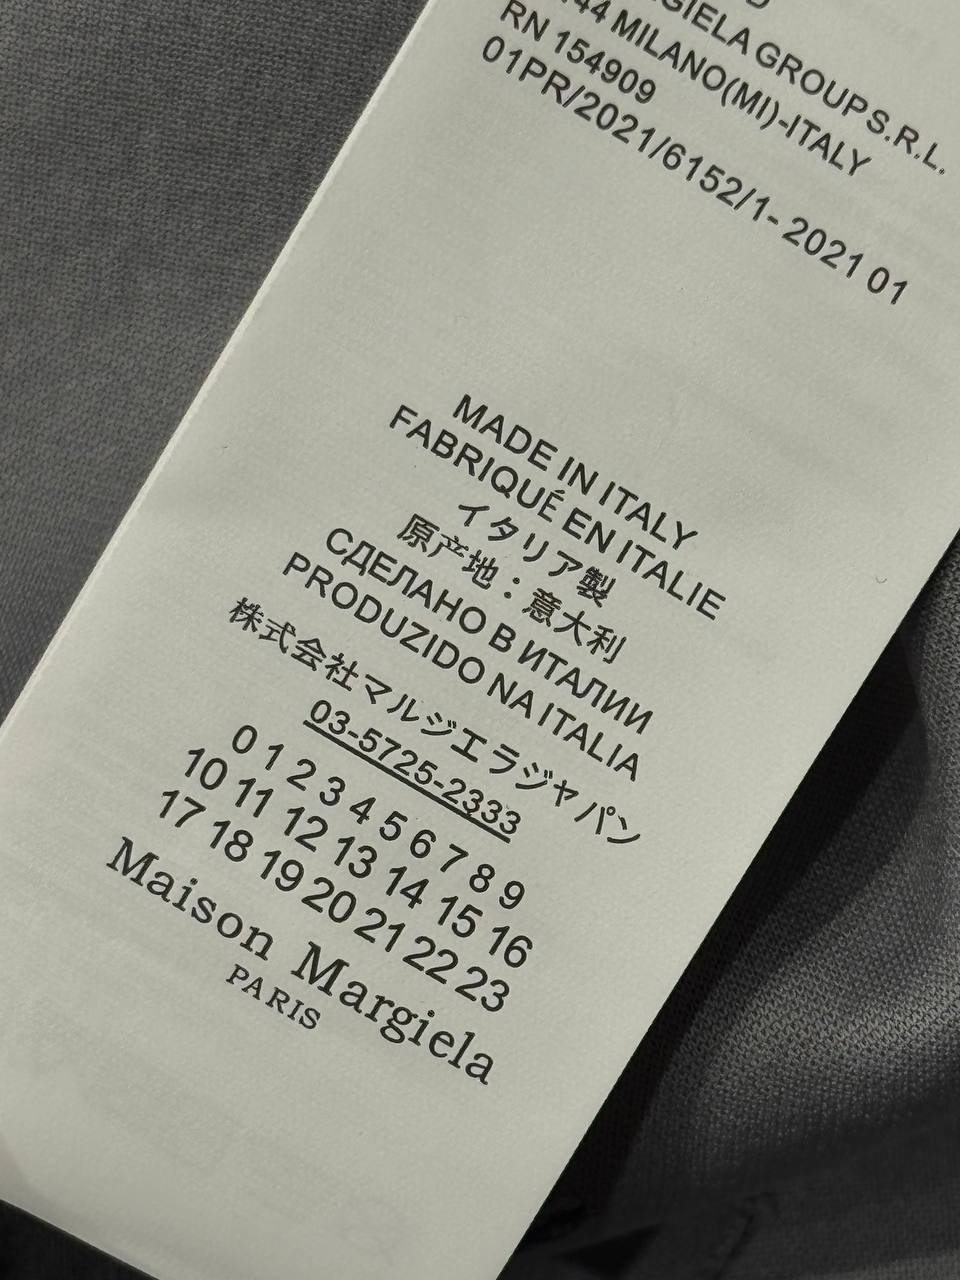 GIELA GROUP S.R.L.
44 MILANO(MI)-ITALY
RN 154909
01PR/2021/6152/1- 2021 01
MADE IN ITALY
FABRIQUÉ EN ITALIE
イタリア製
原产地：意大利
СДЕЛАНО В ИТАЛИИ
PRODUZIDO NA ITALIA
株式会社マルジエラジャパン
03-5725-2333
0 1 2 3 4 5 6 7 8 9
10 11 12 13 14 15 16
17 18 19 20 21 22 23
Maison Margiela
PARIS